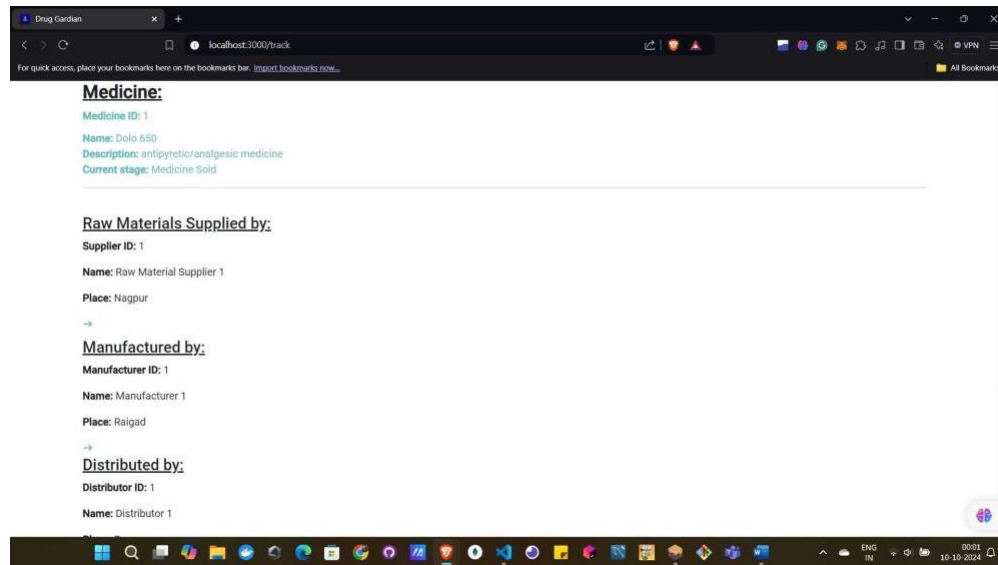 Drug Gardian
localhost:3000/track
VPN
For quick access, place your bookmarks here on the bookmarks bar. Import bookmarks now...
All Bookmarks
Medicine:
Medicine ID: 1
Name: Dolo 650
Description: antipyretic/analgesic medicine
Current stage: Medicine Sold
Raw Materials Supplied by:
Supplier ID: 1
Name: Raw Material Supplier 1
Place: Nagpur
Manufactured by:
Manufacturer ID: 1
Name: Manufacturer 1
Place: Raigad
Distributed by:
Distributor ID: 1
Name: Distributor 1
ENG
IN
00:01
10-10-2024